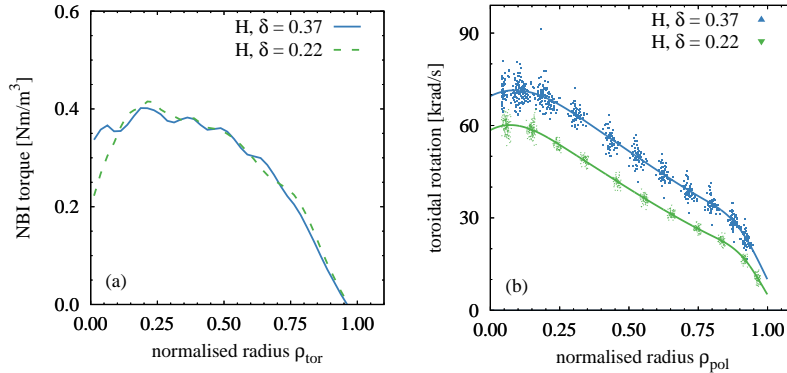 H, δ = 0.37
H, δ = 0.22
NBI torque [Nm/m³]
0.6
0.4
0.2
0.0
(a)
0.00 0.25 0.50 0.75 1.00
normalised radius ρtor
H, δ = 0.37
H, δ = 0.22
toroidal rotation [krad/s]
90
60
30
0
(b)
0.00 0.25 0.50 0.75 1.00
normalised radius ρpol